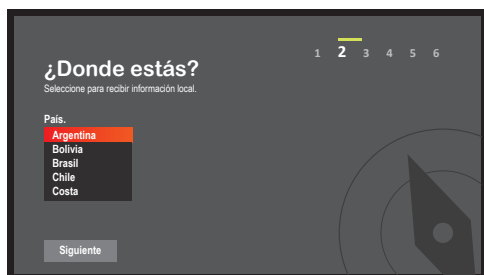 1 2 3 4 5 6
¿Donde estás?
Seleccione para recibir información local.
País.
Argentina
Bolivia
Brasil
Chile
Costa
Siguiente